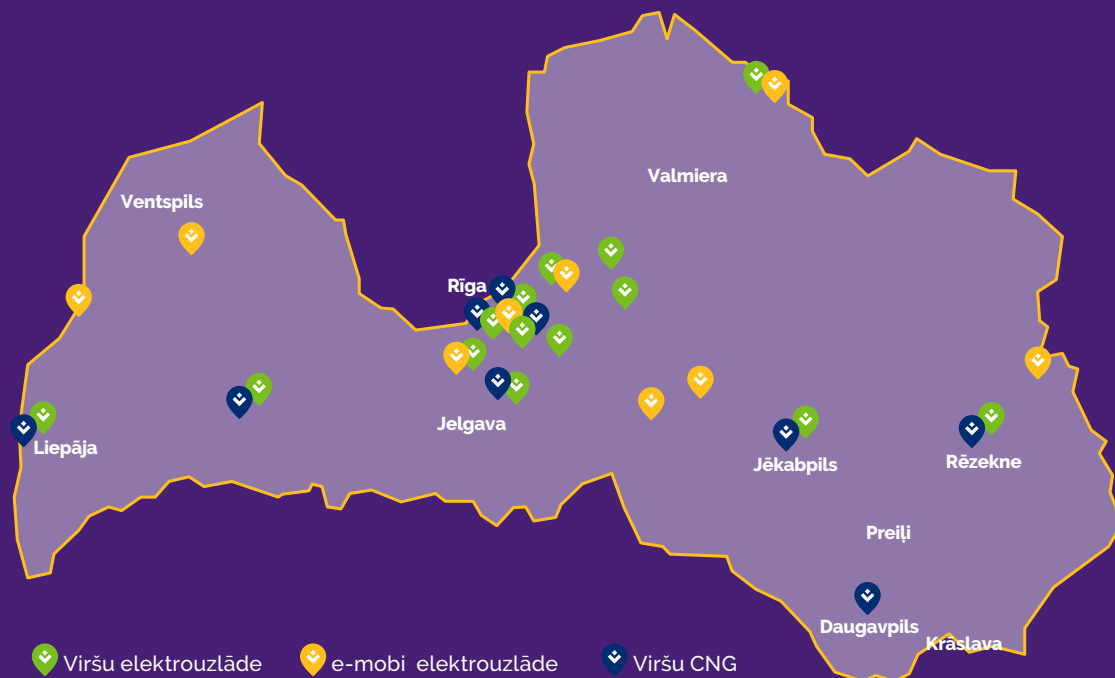 Valmiera
Ventspils
Rīga
Jelgava
Liepāja
Jēkabpils
Rēzekne
Preiļi
Daugavpils
Krāslava
Viršu elektrouzlāde
e-mobi elektrouzlāde
Viršu CNG